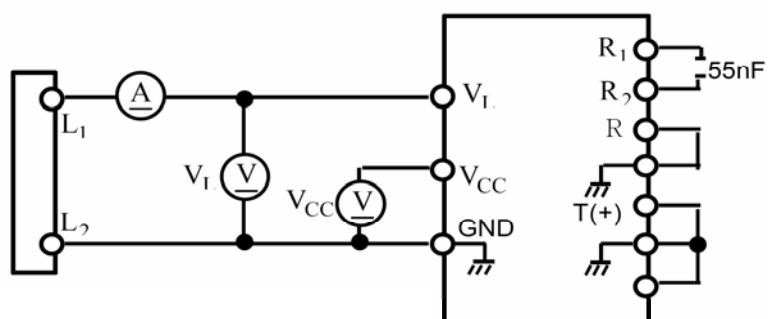 L1
A
VL
V
VCC
V
L2
VL
VCC
GND
R1
R2
55nF
R
T(+)